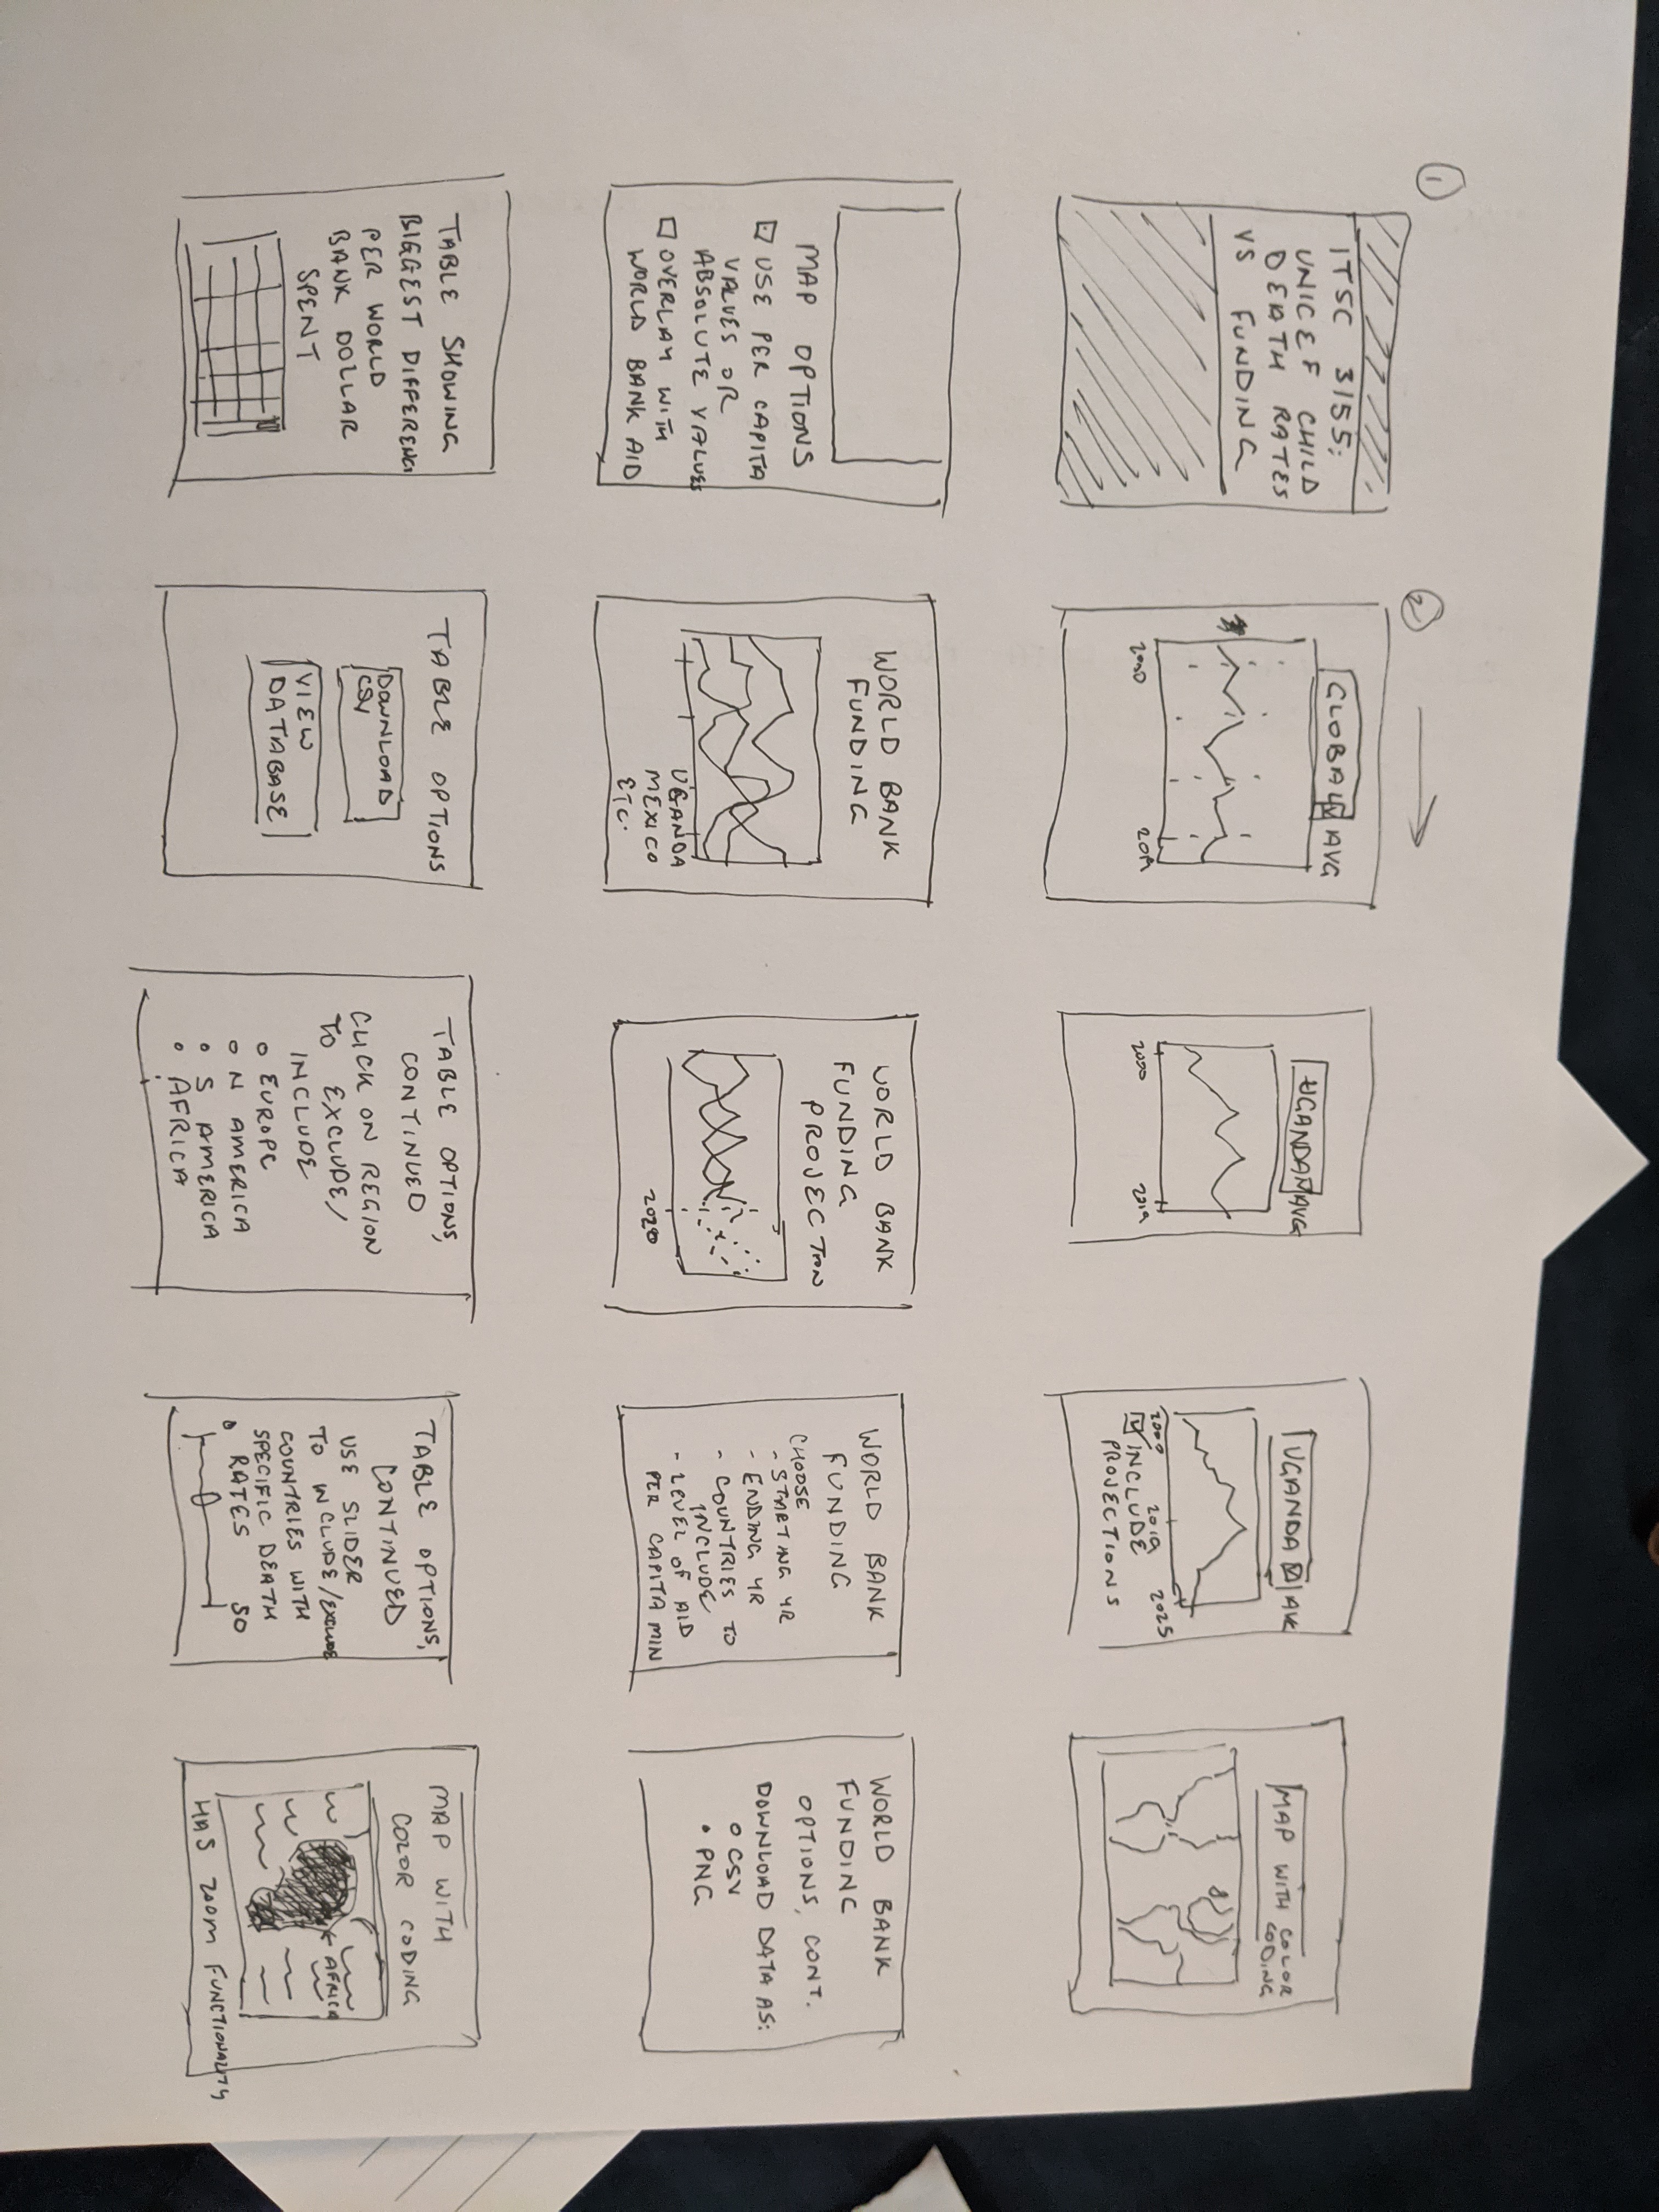 1
ITSC 3155:
UNICEF CHILD
DEATH RATES
VS FUNDING
2
GLOBAL AVG
2000
2019
UGANDA AVG
2000
2019
UGANDA
2000
2019
2025
INCLUDE
PROJECTIONS
MAP WITH COLOR
CODING
MAP OPTIONS
USE PER CAPITA
VALUES OR
ABSOLUTE VALUES
OVERLAY WITH
WORLD BANK AID
WORLD BANK
FUNDING
UGANDA
MEXICO
ETC.
WORLD BANK
FUNDING
PROJECTION
2020
WORLD BANK
FUNDING
CHOOSE
- STARTING YR
- ENDING YR
- COUNTRIES TO
INCLUDE
- LEVEL OF AID
PER CAPITA MIN
WORLD BANK
FUNDING
OPTIONS, CONT.
DOWNLOAD DATA AS:
• CSV
• PNG
TABLE SHOWING
BIGGEST DIFFERENCE
PER WORLD
BANK DOLLAR
SPENT
TABLE OPTIONS
DOWNLOAD
CSV
VIEW
DATABASE
TABLE OPTIONS,
CONTINUED
CLICK ON REGION
TO EXCLUDE/
INCLUDE
• EUROPE
• N AMERICA
• S AMERICA
• AFRICA
TABLE OPTIONS,
CONTINUED
USE SLIDER
TO INCLUDE/EXCLUDE
COUNTRIES WITH
SPECIFIC DEATH
RATES
0
50
MAP WITH
COLOR CODING
AFRICA
HAS ZOOM FUNCTIONALITY